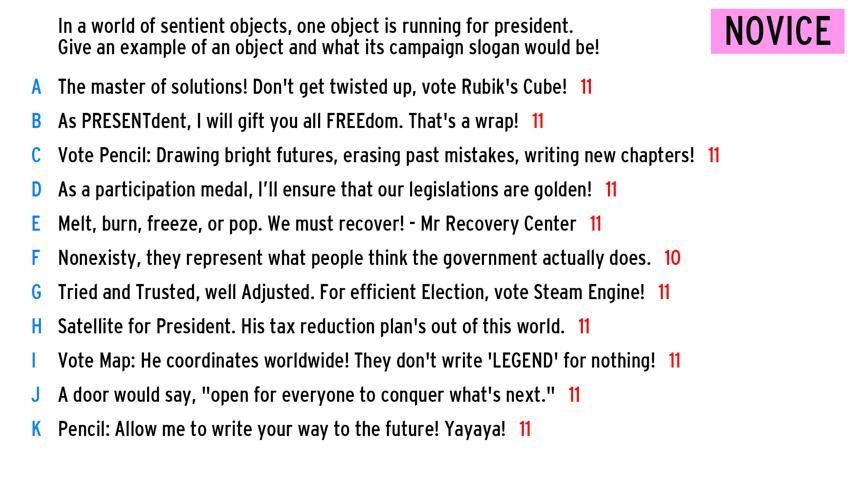 In a world of sentient objects, one object is running for president.
Give an example of an object and what its campaign slogan would be!
NOVICE
A The master of solutions! Don't get twisted up, vote Rubik's Cube! 11
B As PRESENTdent, I will gift you all FREEdom. That's a wrap! 11
C Vote Pencil: Drawing bright futures, erasing past mistakes, writing new chapters! 11
D As a participation medal, I’ll ensure that our legislations are golden! 11
E Melt, burn, freeze, or pop. We must recover! - Mr Recovery Center 11
F Nonexisty, they represent what people think the government actually does. 10
G Tried and Trusted, well Adjusted. For efficient Election, vote Steam Engine! 11
H Satellite for President. His tax reduction plan's out of this world. 11
I Vote Map: He coordinates worldwide! They don't write 'LEGEND' for nothing! 11
J A door would say, "open for everyone to conquer what's next." 11
K Pencil: Allow me to write your way to the future! Yayaya! 11